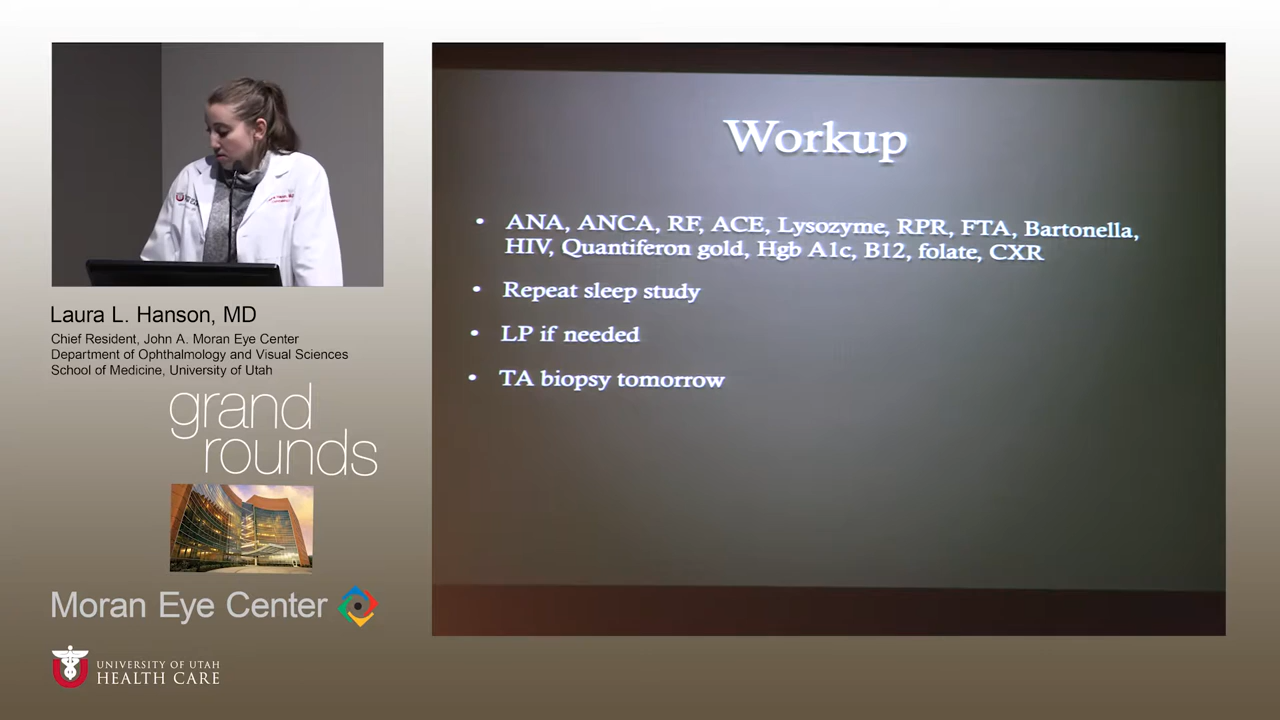 Workup
• ANA, ANCA, RF, ACE, Lysozyme, RPR, FTA, Bartonella,
HIV, Quantiferon gold, Hgb A1c, B12, folate, CXR
• Repeat sleep study
• LP if needed
• TA biopsy tomorrow
Laura L. Hanson, MD
Chief Resident, John A. Moran Eye Center
Department of Ophthalmology and Visual Sciences
School of Medicine, University of Utah
grand
rounds
Moran Eye Center
UNIVERSITY OF UTAH
HEALTH CARE